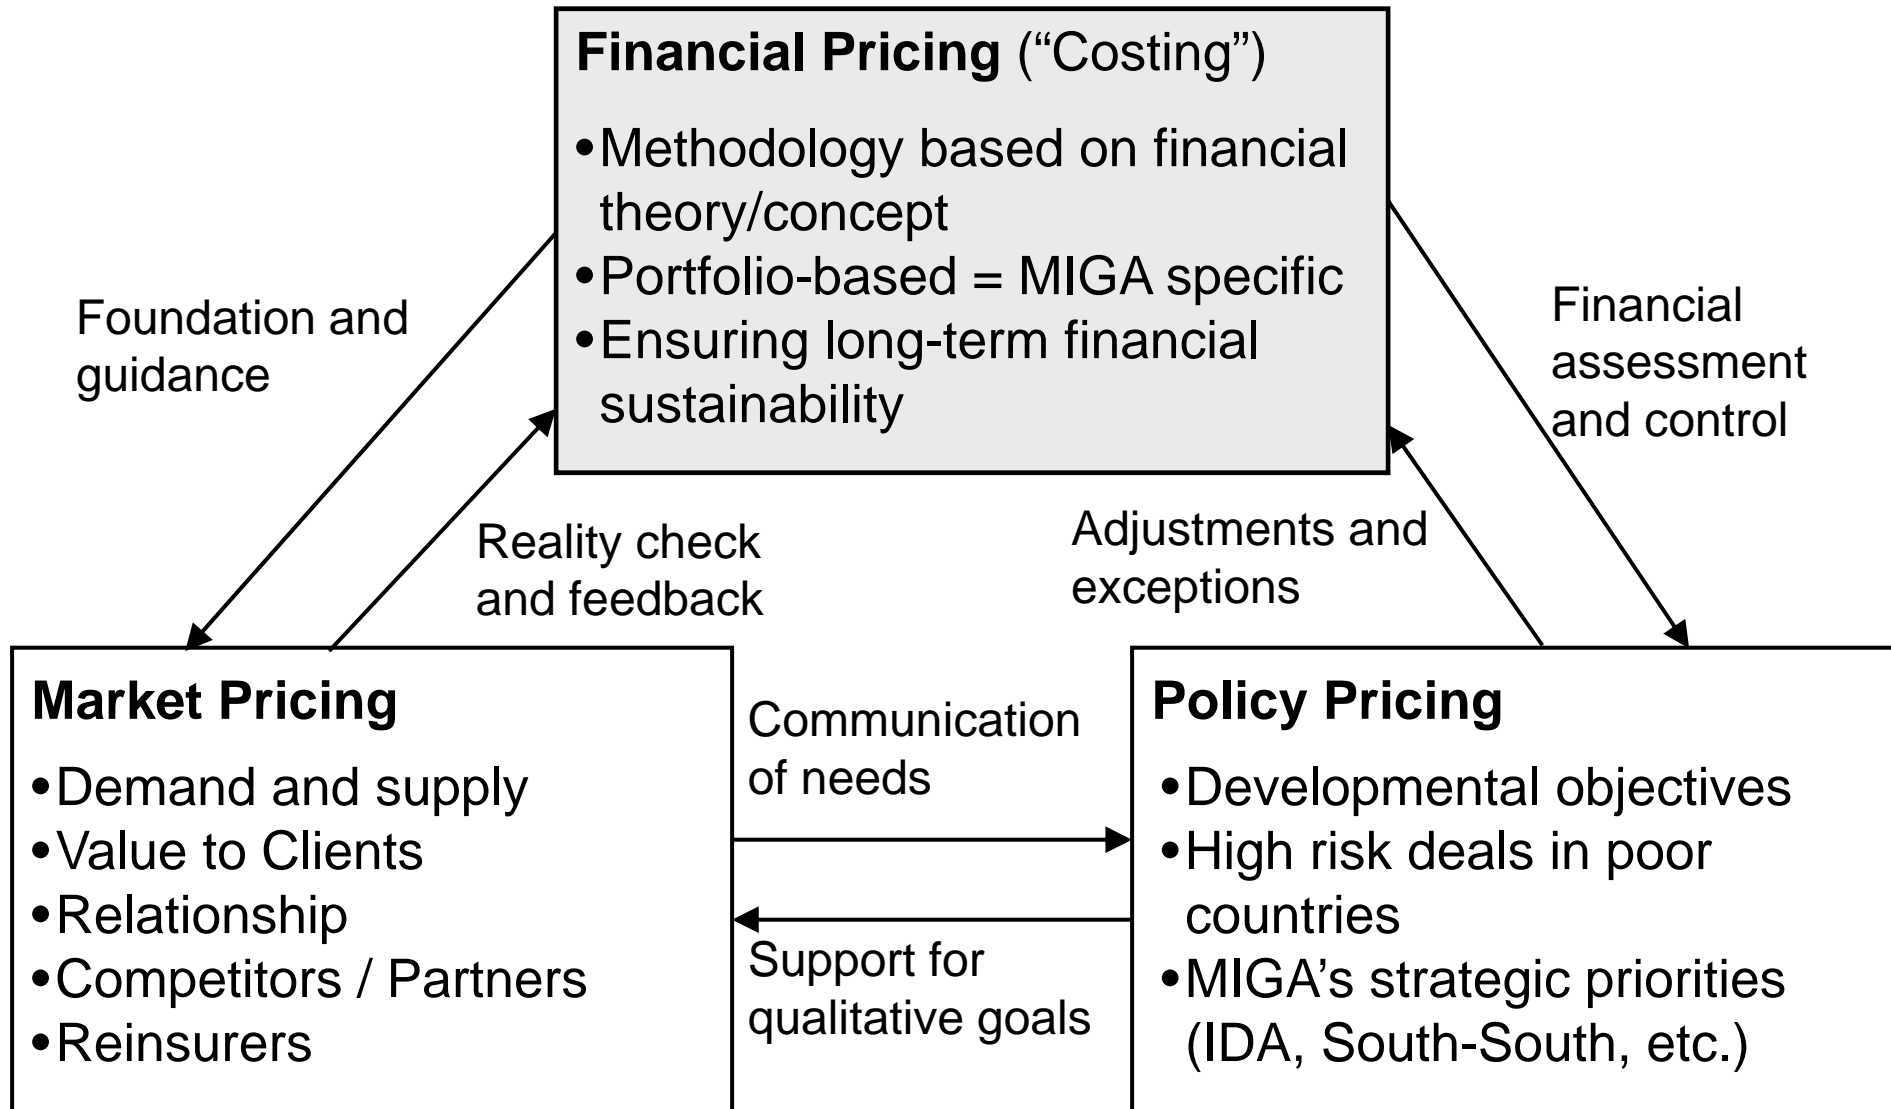 Financial Pricing (“Costing”)
•Methodology based on financial
theory/concept
•Portfolio-based = MIGA specific
•Ensuring long-term financial
sustainability
Foundation and
guidance
Financial
assessment
and control
Reality check
and feedback
Adjustments and
exceptions
Market Pricing
•Demand and supply
•Value to Clients
•Relationship
•Competitors / Partners
•Reinsurers
Communication
of needs
Support for
qualitative goals
Policy Pricing
•Developmental objectives
•High risk deals in poor
countries
•MIGA’s strategic priorities
(IDA, South-South, etc.)